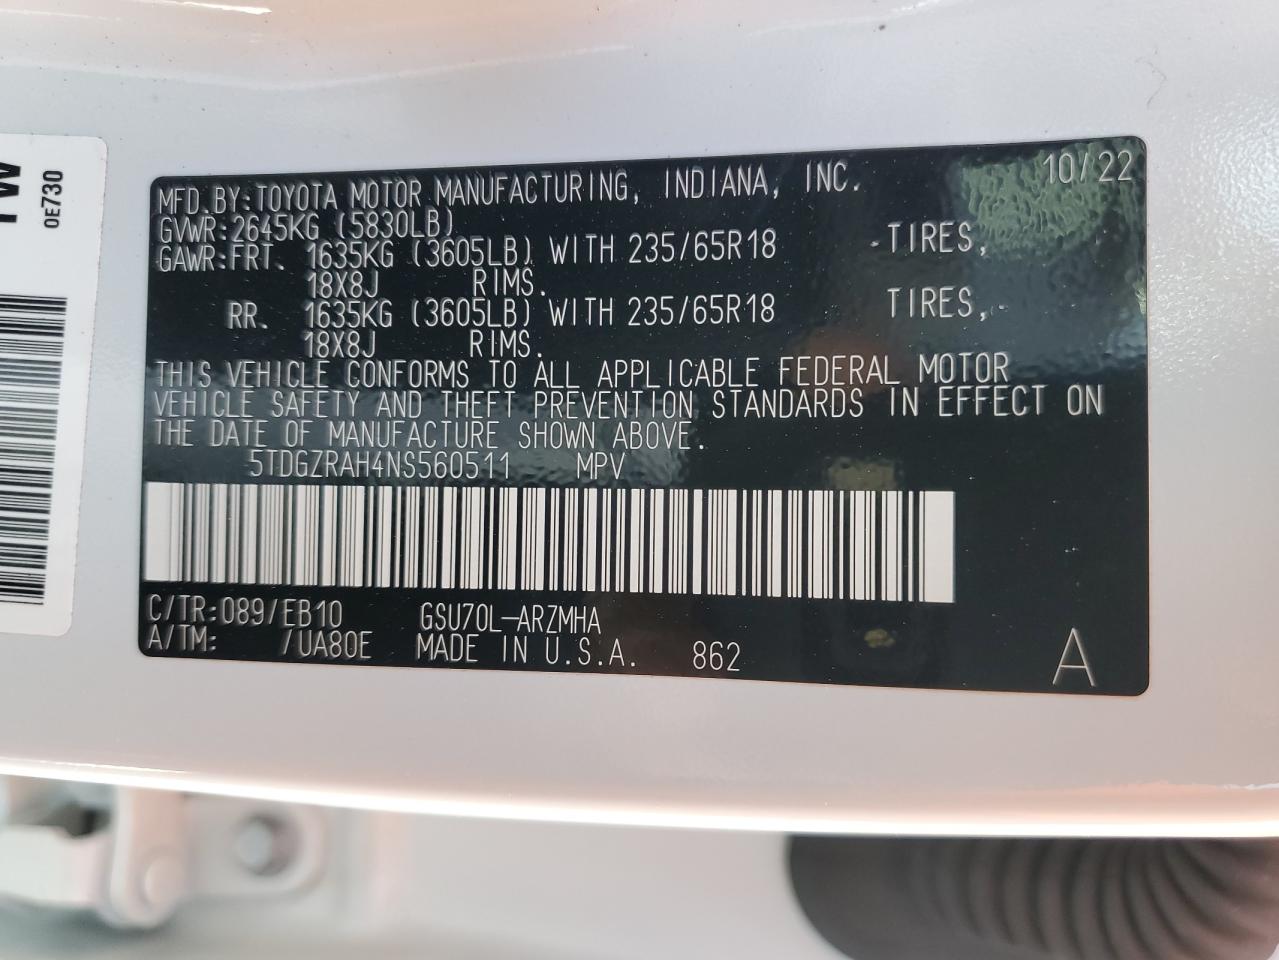 MFD.BY:TOYOTA MOTOR MANUFACTURING, INDIANA, INC. 10/22
GVWR:2645KG (5830LB)
GAWR:FRT. 1635KG (3605LB) WITH 235/65R18 TIRES,
18X8J RIMS.
RR. 1635KG (3605LB) WITH 235/65R18 TIRES,
18X8J RIMS.
THIS VEHICLE CONFORMS TO ALL APPLICABLE FEDERAL MOTOR
VEHICLE SAFETY AND THEFT PREVENTION STANDARDS IN EFFECT ON
THE DATE OF MANUFACTURE SHOWN ABOVE.
5TDGZRAH4NS560511 MPV
C/TR:089/EB10 GSU70L-ARZMHA
A/TM: /UA80E MADE IN U.S.A. 862 A
0E730